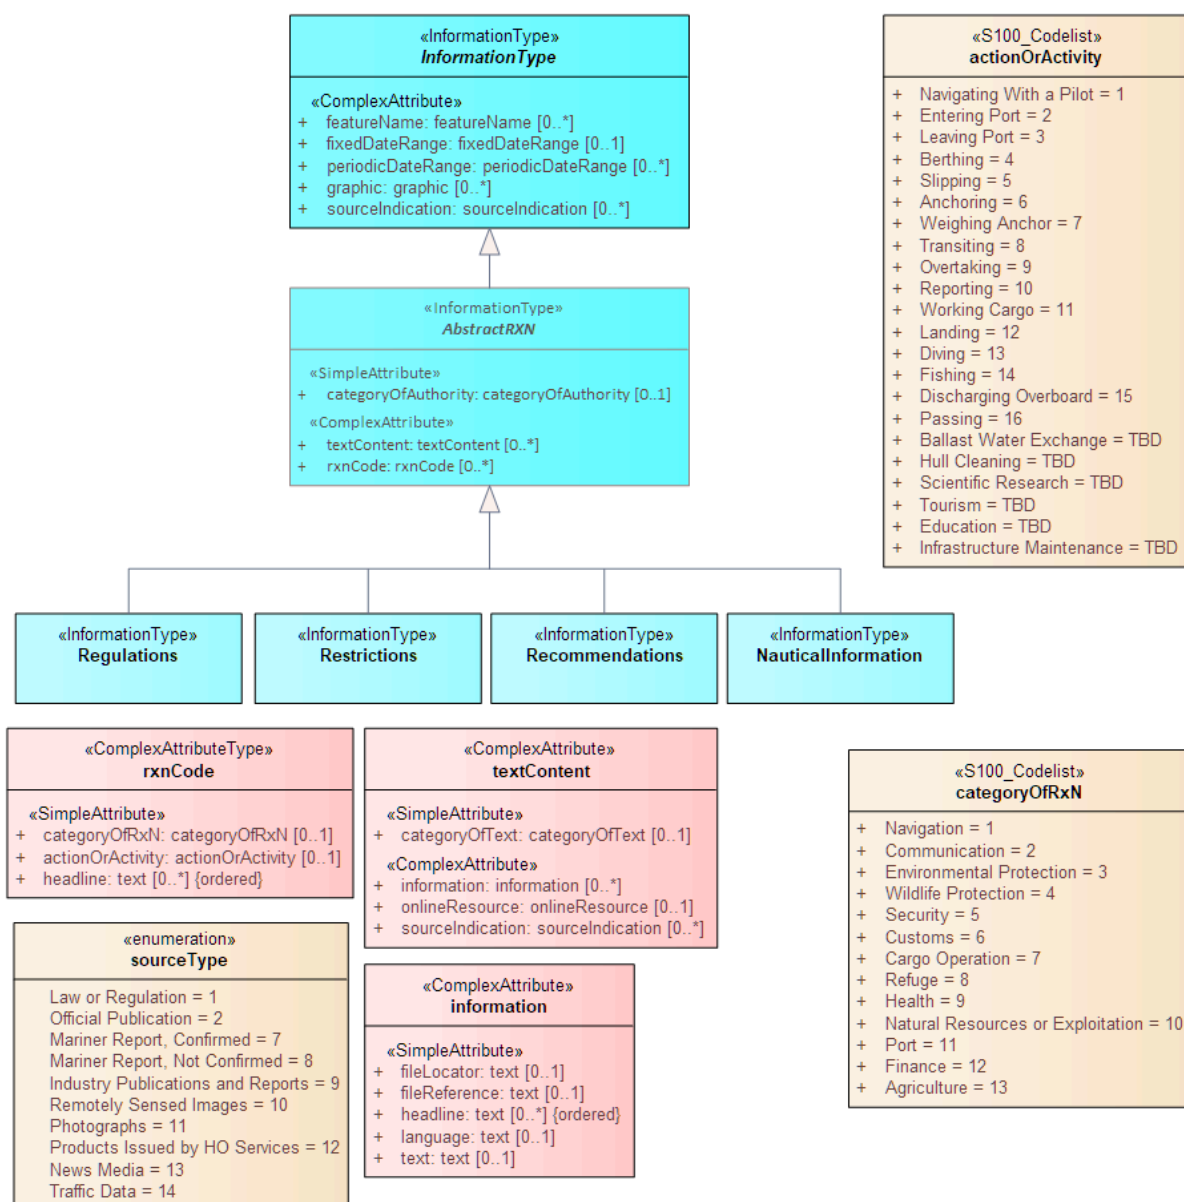 «InformationType»
InformationType
«ComplexAttribute»
+ featureName: featureName [0..*]
+ fixedDateRange: fixedDateRange [0..1]
+ periodicDateRange: periodicDateRange [0..*]
+ graphic: graphic [0..*]
+ sourceIndication: sourceIndication [0..*]
«S100_Codelist»
actionOrActivity
+ Navigating With a Pilot = 1
+ Entering Port = 2
+ Leaving Port = 3
+ Berthing = 4
+ Slipping = 5
+ Anchoring = 6
+ Weighing Anchor = 7
+ Transiting = 8
+ Overtaking = 9
+ Reporting = 10
+ Working Cargo = 11
+ Landing = 12
+ Diving = 13
+ Fishing = 14
+ Discharging Overboard = 15
+ Passing = 16
+ Ballast Water Exchange = TBD
+ Hull Cleaning = TBD
+ Scientific Research = TBD
+ Tourism = TBD
+ Education = TBD
+ Infrastructure Maintenance = TBD
«InformationType»
AbstractRXN
«SimpleAttribute»
+ categoryOfAuthority: categoryOfAuthority [0..1]
«ComplexAttribute»
+ textContent: textContent [0..*]
+ rxnCode: rxnCode [0..*]
«InformationType»
Regulations
«InformationType»
Restrictions
«InformationType»
Recommendations
«InformationType»
NauticalInformation
«ComplexAttributeType»
rxnCode
«SimpleAttribute»
+ categoryOfRxN: categoryOfRxN [0..1]
+ actionOrActivity: actionOrActivity [0..1]
+ headline: text [0..*] {ordered}
«ComplexAttribute»
textContent
«SimpleAttribute»
+ categoryOfText: categoryOfText [0..1]
«ComplexAttribute»
+ information: information [0..*]
+ onlineResource: onlineResource [0..1]
+ sourceIndication: sourceIndication [0..*]
«S100_Codelist»
categoryOfRxN
+ Navigation = 1
+ Communication = 2
+ Environmental Protection = 3
+ Wildlife Protection = 4
+ Security = 5
+ Customs = 6
+ Cargo Operation = 7
+ Refuge = 8
+ Health = 9
+ Natural Resources or Exploitation = 10
+ Port = 11
+ Finance = 12
+ Agriculture = 13
«enumeration»
sourceType
Law or Regulation = 1
Official Publication = 2
Mariner Report, Confirmed = 7
Mariner Report, Not Confirmed = 8
Industry Publications and Reports = 9
Remotely Sensed Images = 10
Photographs = 11
Products Issued by HO Services = 12
News Media = 13
Traffic Data = 14
«ComplexAttribute»
information
«SimpleAttribute»
+ fileLocator: text [0..1]
+ fileReference: text [0..1]
+ headline: text [0..*] {ordered}
+ language: text [0..1]
+ text: text [0..1]